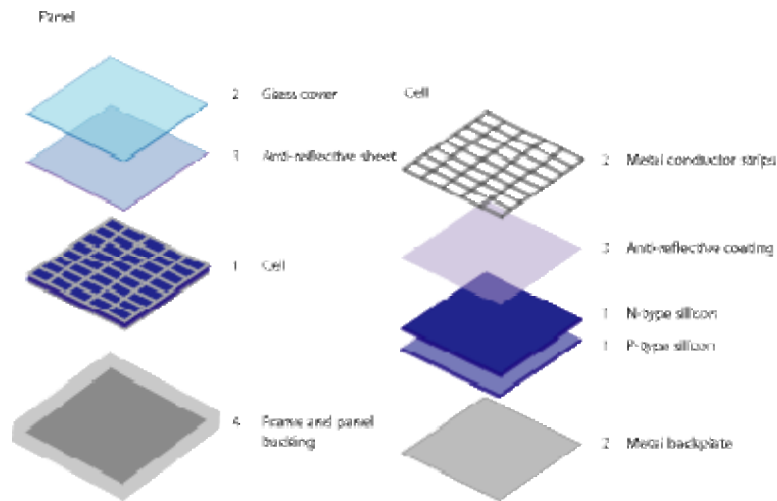 Panel
2 Glass cover
3 Anti-reflective sheet
1 Cell
4 Frame and panel
backing
Cell
2 Metal conductor strips
3 Anti-reflective coating
1 N-type silicon
1 P-type silicon
2 Metal backplate